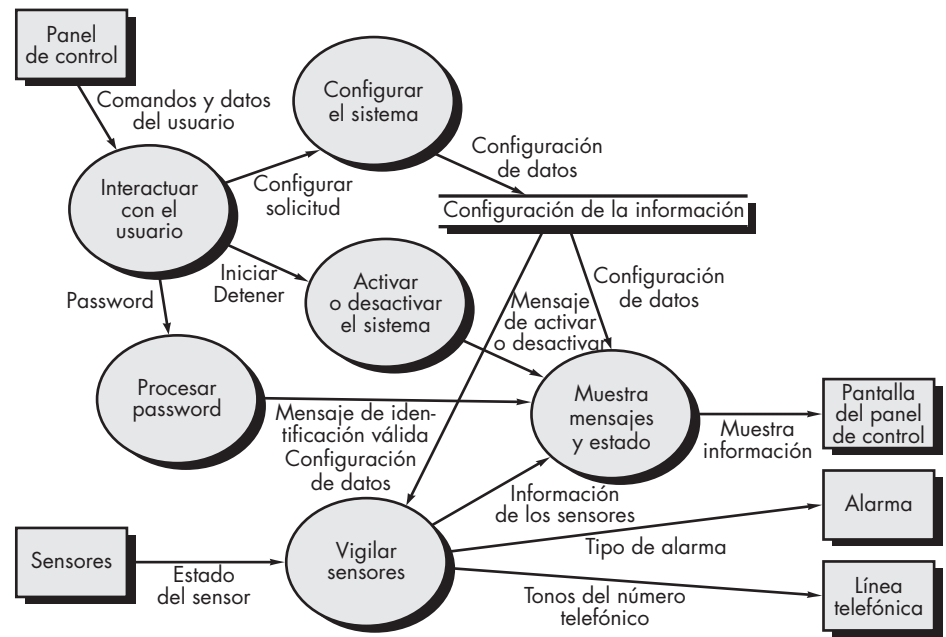 Panel
de control
Comandos y datos
del usuario
Configurar
el sistema
Interactuar
con el
usuario
Configurar
solicitud
Configuración
de datos
Configuración de la información
Password
Iniciar
Detener
Activar
o desactivar
el sistema
Mensaje
de activar
o desactivar
Configuración
de datos
Procesar
password
Mensaje de iden-
tificación válida
Configuración
de datos
Muestra
mensajes
y estado
Muestra
información
Pantalla
del panel
de control
Información
de los sensores
Alarma
Sensores
Estado
del sensor
Vigilar
sensores
Tipo de alarma
Tonos del número
telefónico
Línea
telefónica